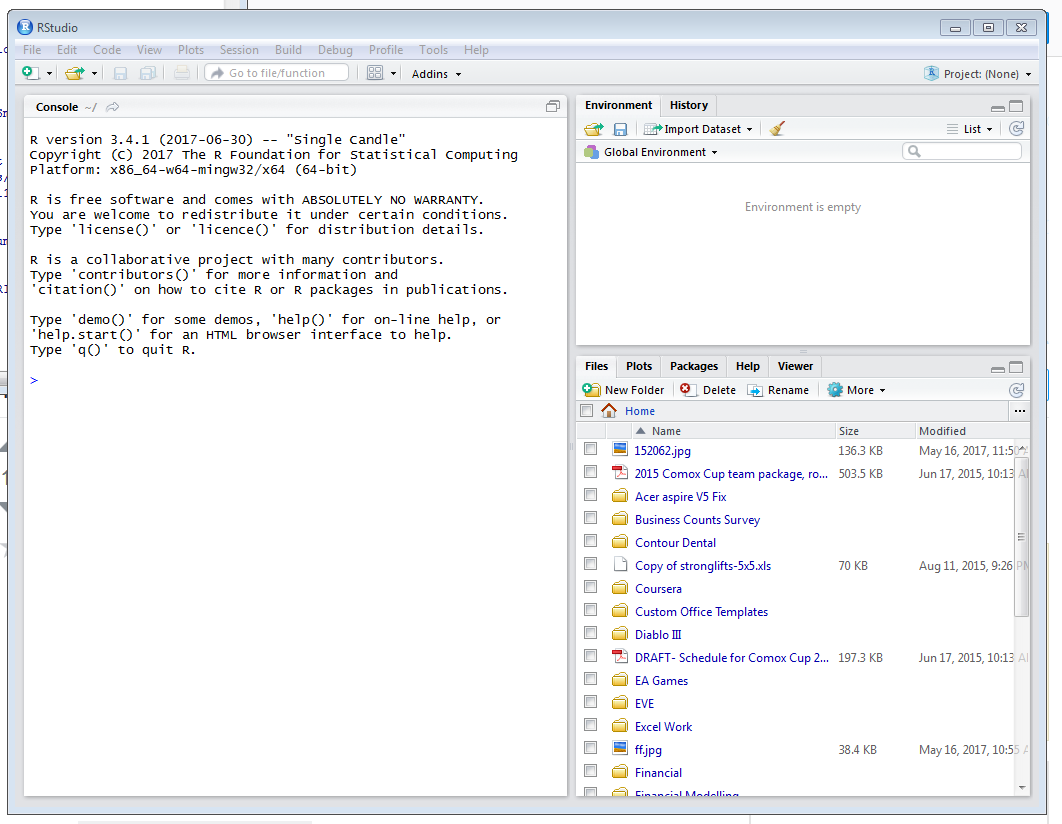 RStudio
File Edit Code View Plots Session Build Debug Profile Tools Help
Go to file/function Addins Project: (None)
Console ~/
R version 3.4.1 (2017-06-30) -- "Single Candle"
Copyright (C) 2017 The R Foundation for Statistical Computing
Platform: x86_64-w64-mingw32/x64 (64-bit)
R is free software and comes with ABSOLUTELY NO WARRANTY.
You are welcome to redistribute it under certain conditions.
Type 'license()' or 'licence()' for distribution details.
R is a collaborative project with many contributors.
Type 'contributors()' for more information and
'citation()' on how to cite R or R packages in publications.
Type 'demo()' for some demos, 'help()' for on-line help, or
'help.start()' for an HTML browser interface to help.
Type 'q()' to quit R.
>
Environment History
Import Dataset List
Global Environment
Environment is empty
Files Plots Packages Help Viewer
New Folder Delete Rename More
Home ...
Name Size Modified
152062.jpg 136.3 KB May 16, 2017, 11:50
2015 Comox Cup team package, ro... 503.5 KB Jun 17, 2015, 10:13
Acer aspire V5 Fix
Business Counts Survey
Contour Dental
Copy of stronglifts-5x5.xls 70 KB Aug 11, 2015, 9:26 PM
Coursera
Custom Office Templates
Diablo III
DRAFT- Schedule for Comox Cup 2... 197.3 KB Jun 17, 2015, 10:13
EA Games
EVE
Excel Work
ff.jpg 38.4 KB May 16, 2017, 10:55
Financial
Financial Modelling